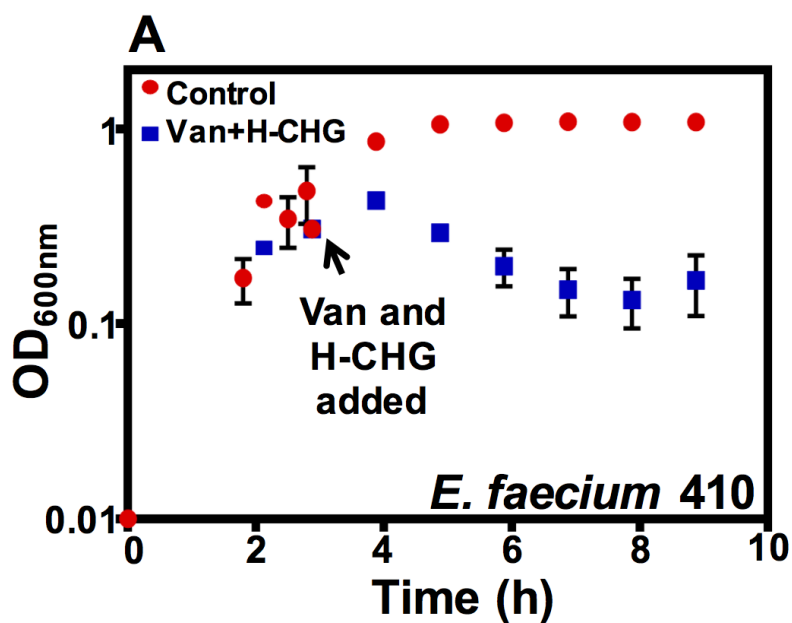 A
Control
Van+H-CHG
1
0.1
0.01
OD600nm
Van and
H-CHG
added
E. faecium 410
0 2 4 6 8 10
Time (h)